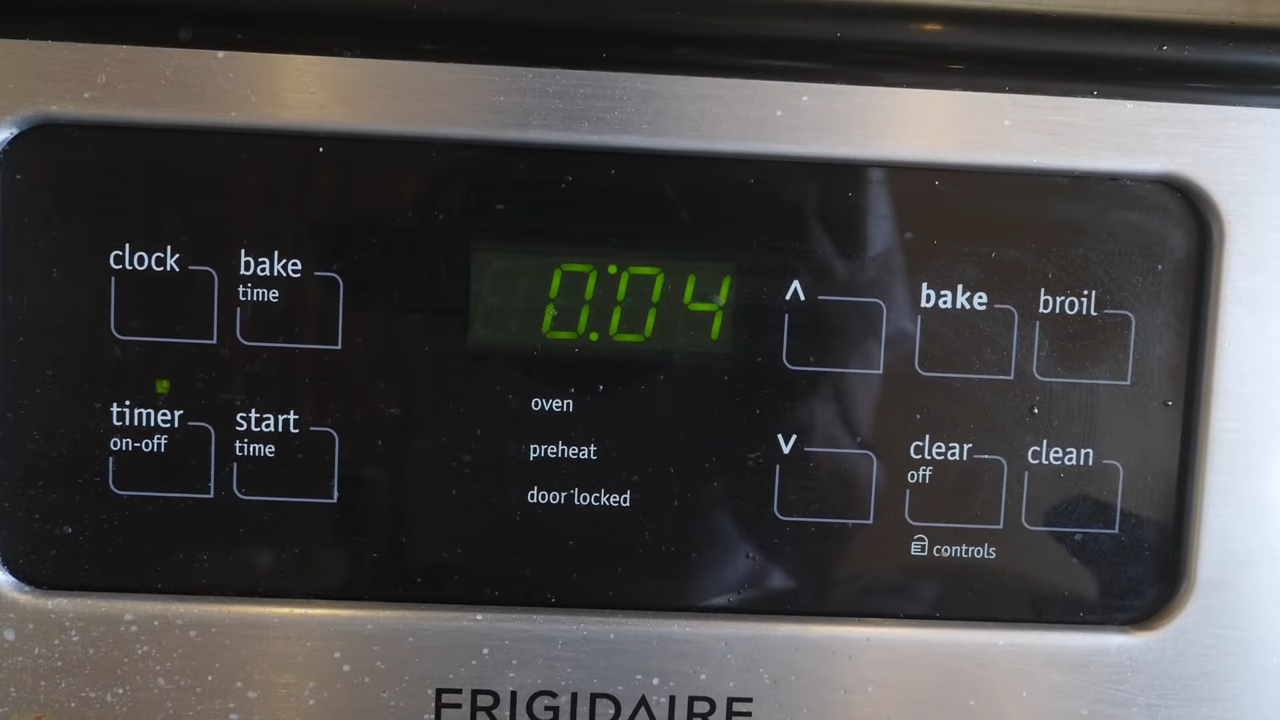 clock
bake
time
0:04
^
bake
broil
timer
on-off
start
time
oven
preheat
door locked
v
clear
off
clean
controls
FRIGIDAIRE